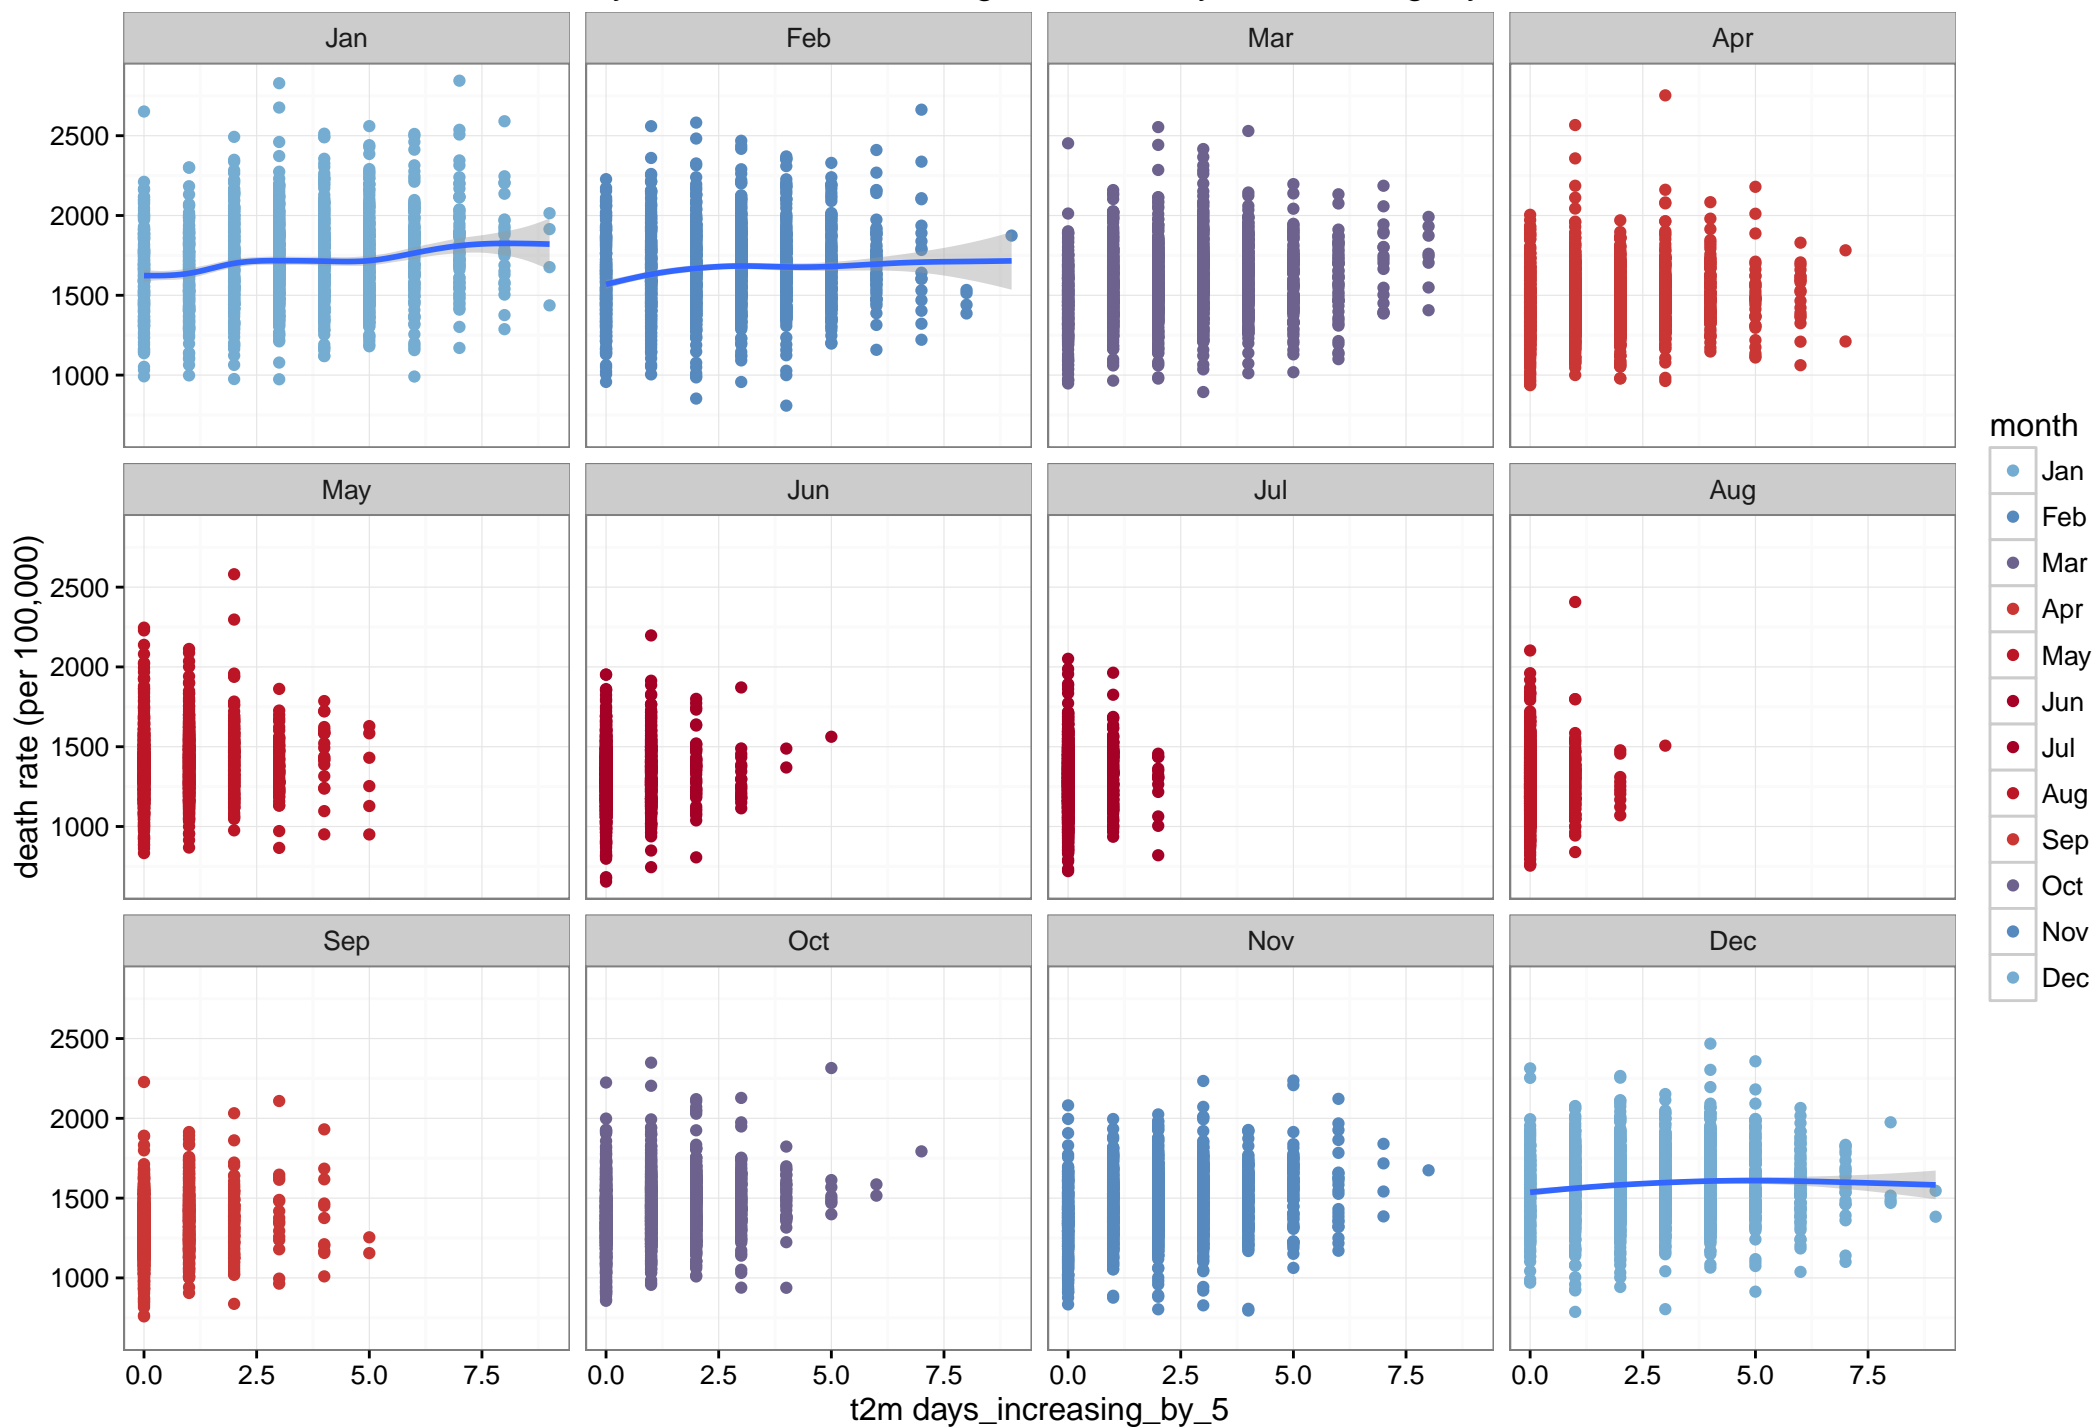 Jan Feb Mar Apr
2500
2000
1500
1000
May Jun Jul Aug
2500
2000
1500
1000
Sep Oct Nov Dec
2500
2000
1500
1000
0.0 2.5 5.0 7.5 0.0 2.5 5.0 7.5 0.0 2.5 5.0 7.5 0.0 2.5 5.0 7.5
t2m days_increasing_by_5
death rate (per 100,000)
month
Jan
Feb
Mar
Apr
May
Jun
Jul
Aug
Sep
Oct
Nov
Dec